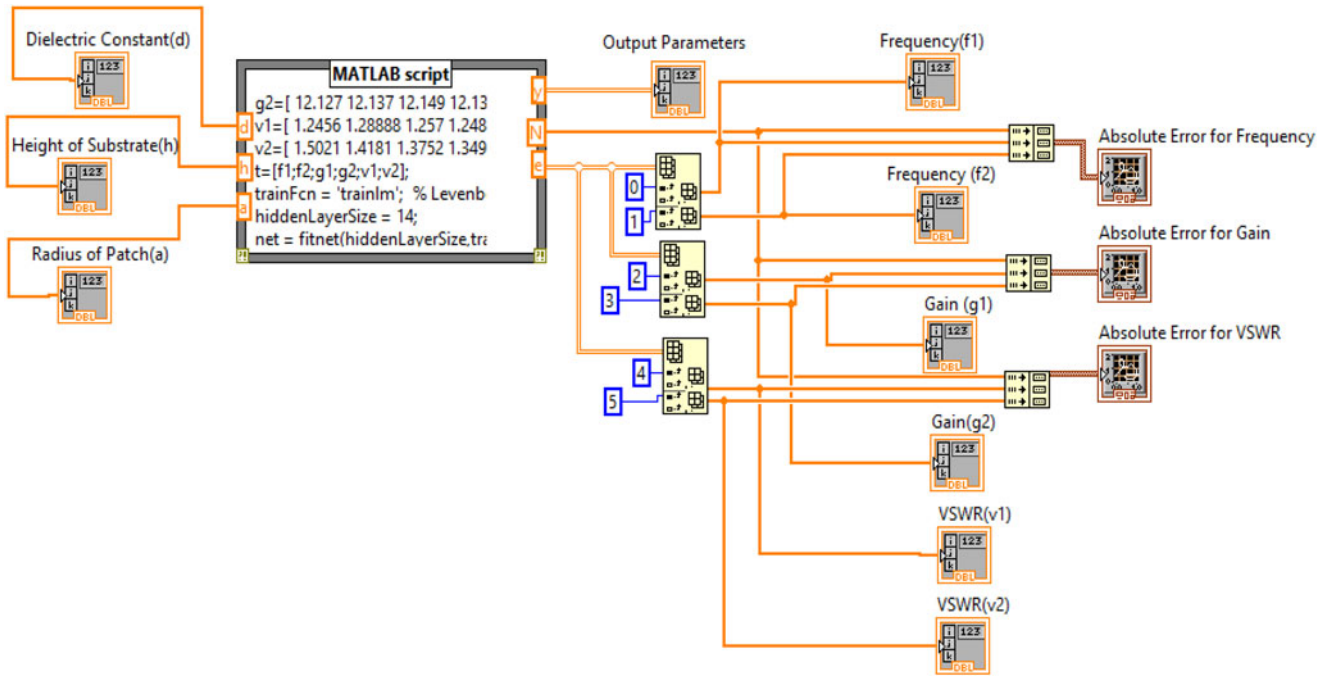 Dielectric Constant(d)
Height of Substrate(h)
Radius of Patch(a)
MATLAB script
g2=[ 12.127 12.137 12.149 12.13
v1=[ 1.2456 1.28888 1.257 1.248
v2=[ 1.5021 1.4181 1.3752 1.349
t=[f1;f2;g1;g2;v1;v2];
trainFcn = 'trainlm'; % Levenb
hiddenLayerSize = 14;
net = fitnet(hiddenLayerSize,tra
d
h
a
y
N
e
Output Parameters
0
1
2
3
4
5
Frequency(f1)
Frequency (f2)
Gain (g1)
Gain(g2)
VSWR(v1)
VSWR(v2)
Absolute Error for Frequency
Absolute Error for Gain
Absolute Error for VSWR
i
j
k
123
DBL
i
j
k
123
DBL
i
j
k
123
DBL
i
j
k
123
DBL
i
j
k
123
DBL
i
j
k
123
DBL
i
j
k
123
DBL
i
j
k
123
DBL
i
j
k
123
DBL
i
j
k
123
DBL